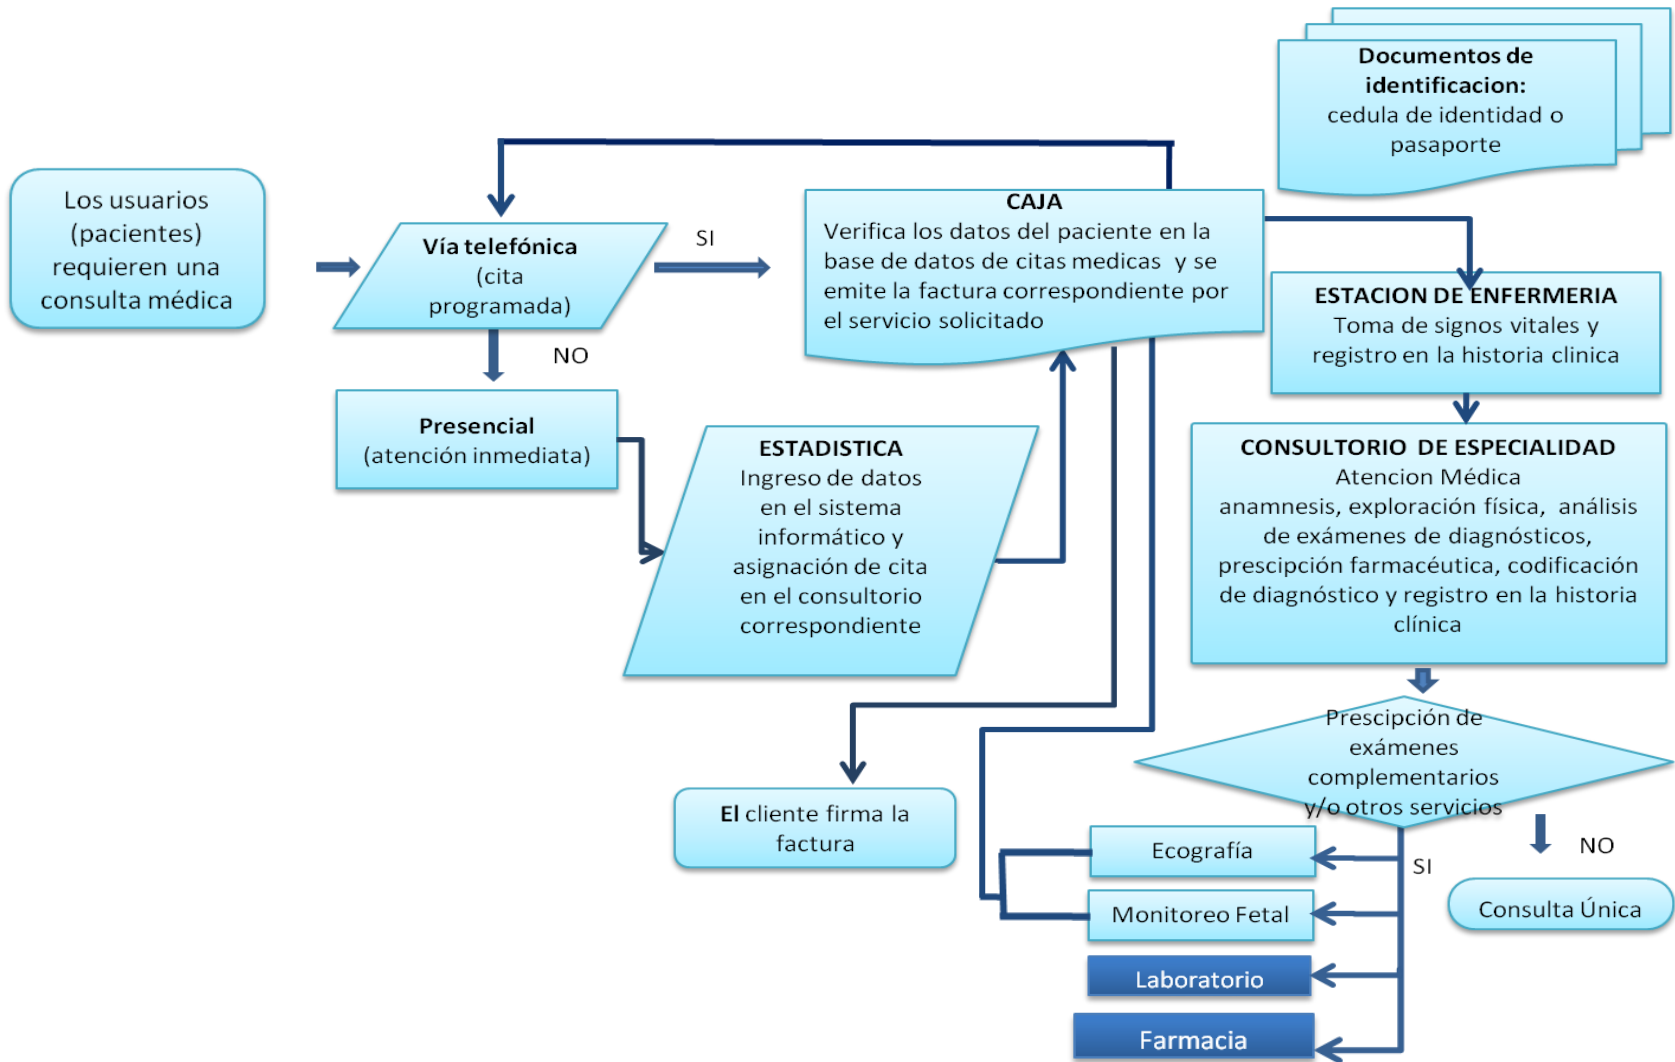 Documentos de
identificacion:
cedula de identidad o
pasaporte
Los usuarios
(pacientes)
requieren una
consulta médica
Vía telefónica
(cita
programada)
SI
NO
CAJA
Verifica los datos del paciente en la
base de datos de citas medicas y se
emite la factura correspondiente por
el servicio solicitado
ESTACION DE ENFERMERIA
Toma de signos vitales y
registro en la historia clinica
Presencial
(atención inmediata)
ESTADISTICA
Ingreso de datos
en el sistema
informático y
asignación de cita
en el consultorio
correspondiente
CONSULTORIO DE ESPECIALIDAD
Atencion Médica
anamnesis, exploración física, análisis
de exámenes de diagnósticos,
prescipción farmacéutica, codificación
de diagnóstico y registro en la historia
clínica
Prescipción de
exámenes
complementarios
y/o otros servicios
El cliente firma la
factura
SI
NO
Ecografía
Monitoreo Fetal
Laboratorio
Farmacia
Consulta Única